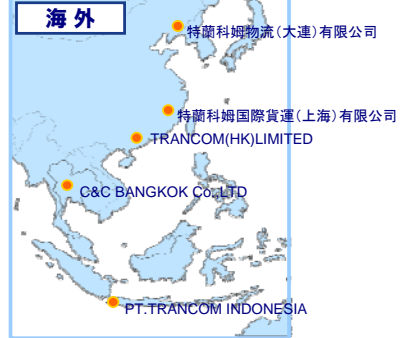 海外
特蘭科姆物流(大連)有限公司
特蘭科姆国際貨運(上海)有限公司
TRANCOM(HK)LIMITED
C&C BANGKOK Co.,LTD
PT.TRANCOM INDONESIA